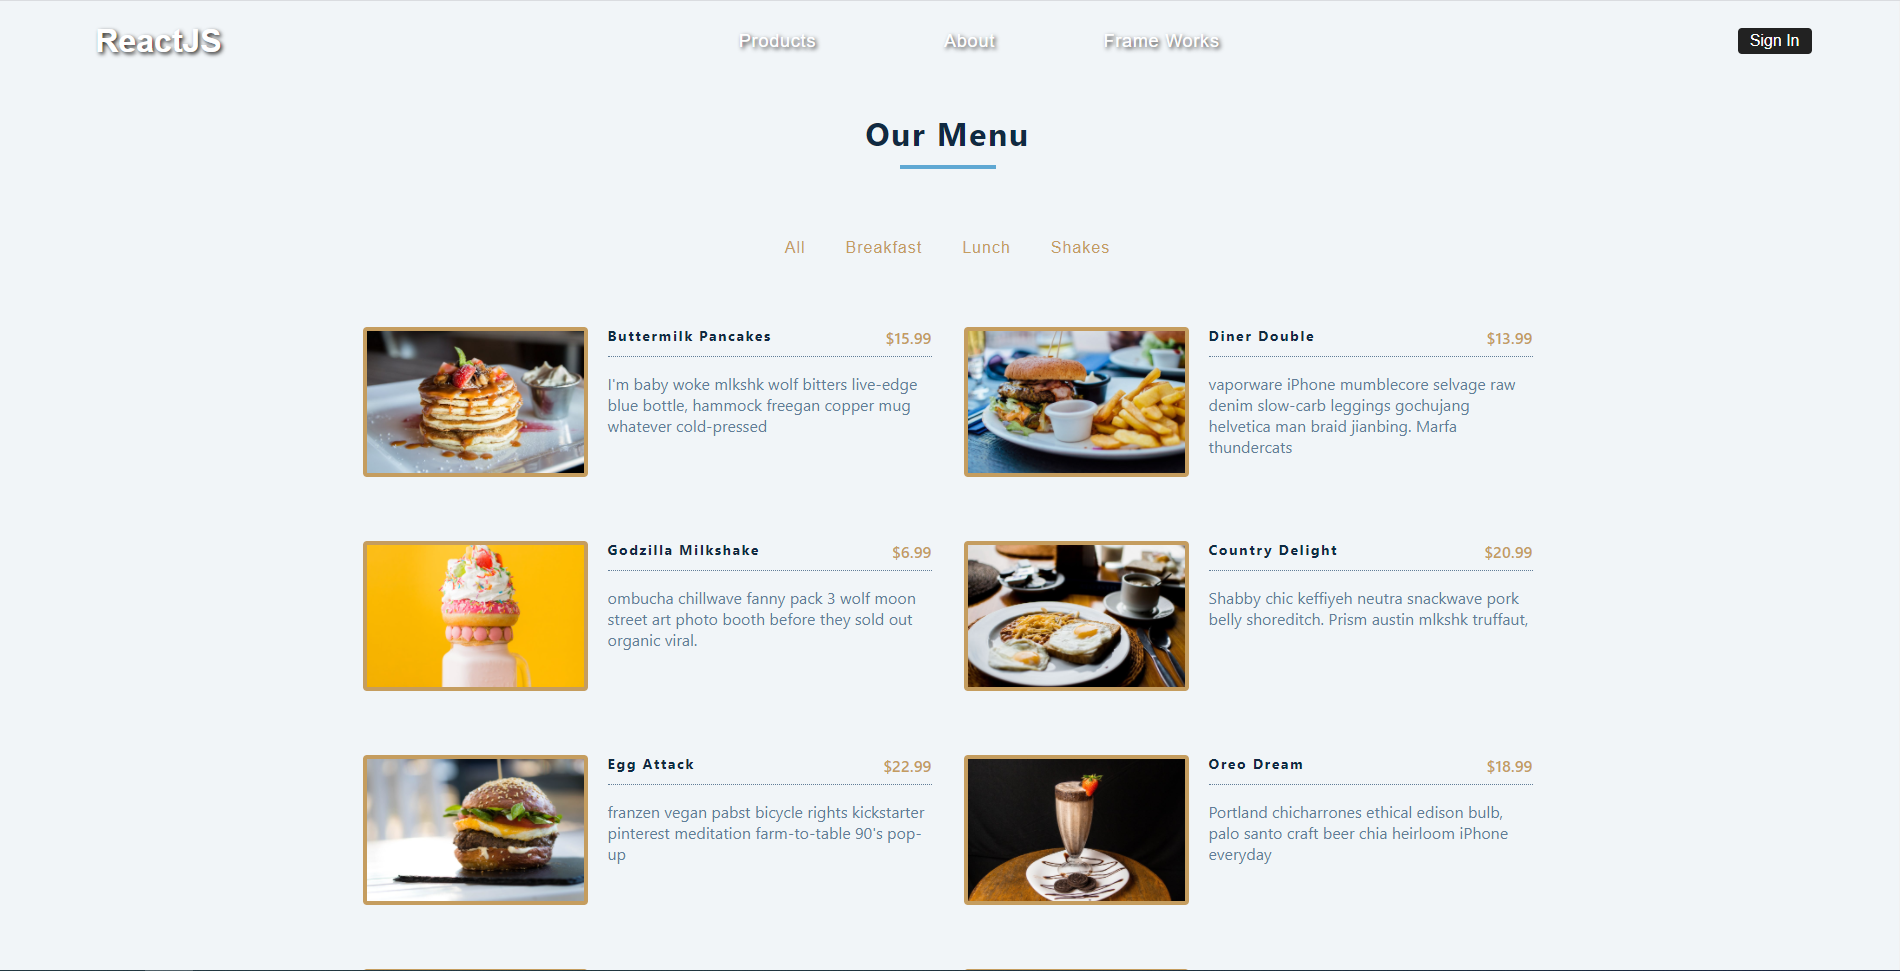 ReactJS
Products
About
Frame Works
Sign In
Our Menu
All
Breakfast
Lunch
Shakes
Buttermilk Pancakes
$15.99
I'm baby woke mlkshk wolf bitters live-edge
blue bottle, hammock freegan copper mug
whatever cold-pressed
Diner Double
$13.99
vaporware iPhone mumblecore selvage raw
denim slow-carb leggings gochujang
helvetica man braid jianbing. Marfa
thundercats
Godzilla Milkshake
$6.99
ombucha chillwave fanny pack 3 wolf moon
street art photo booth before they sold out
organic viral.
Country Delight
$20.99
Shabby chic keffiyeh neutra snackwave pork
belly shoreditch. Prism austin mlkshk truffaut,
Egg Attack
$22.99
franzen vegan pabst bicycle rights kickstarter
pinterest meditation farm-to-table 90's pop-
up
Oreo Dream
$18.99
Portland chicharrones ethical edison bulb,
palo santo craft beer chia heirloom iPhone
everyday